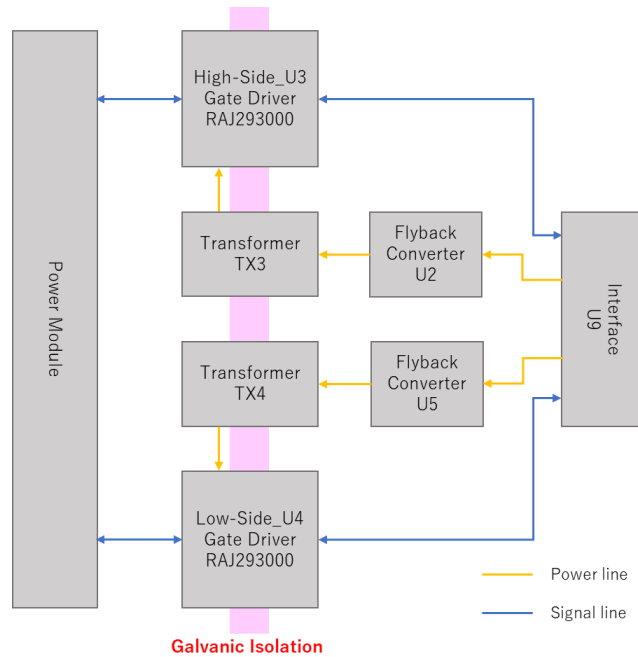 High-Side_U3
Gate Driver
RAJ293000
Power Module
Transformer
TX3
Flyback
Converter
U2
Interface
U9
Transformer
TX4
Flyback
Converter
U5
Low-Side_U4
Gate Driver
RAJ293000
Power line
Signal line
Galvanic Isolation